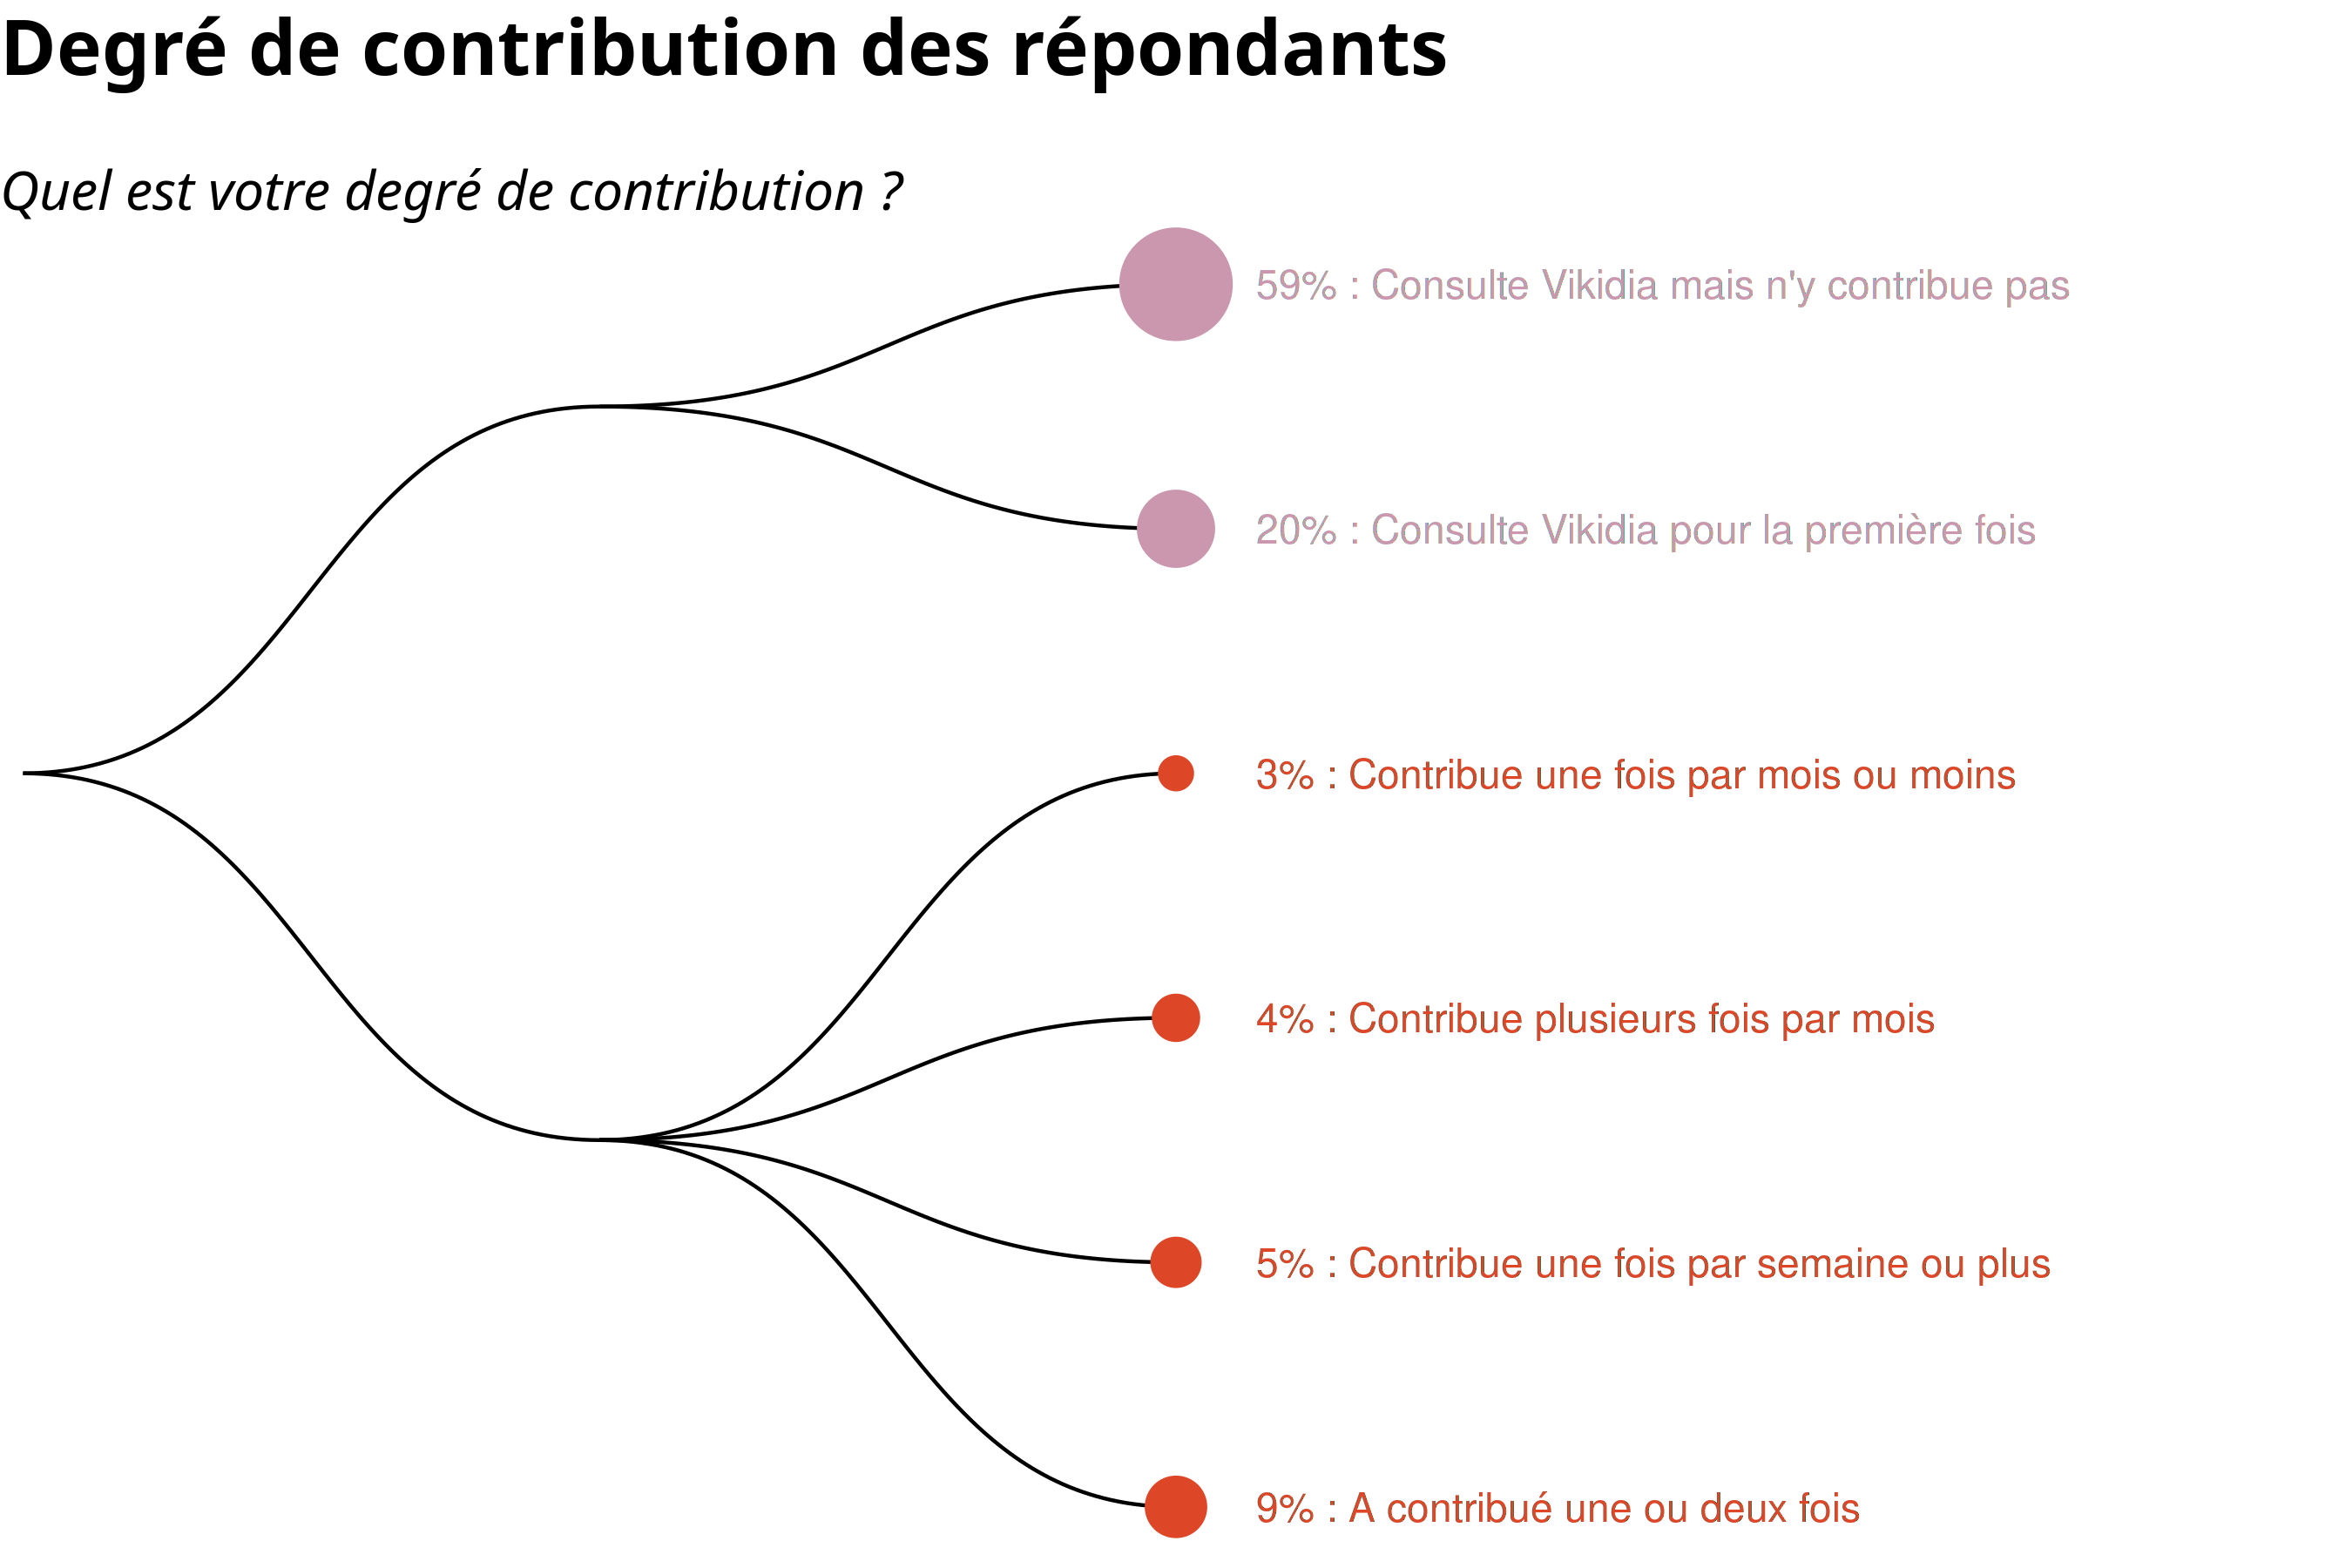 Degré de contribution des répondants
Quel est votre degré de contribution ?
59% : Consulte Vikidia mais n'y contribue pas
20% : Consulte Vikidia pour la première fois
3% : Contribue une fois par mois ou moins
4% : Contribue plusieurs fois par mois
5% : Contribue une fois par semaine ou plus
9% : A contribué une ou deux fois